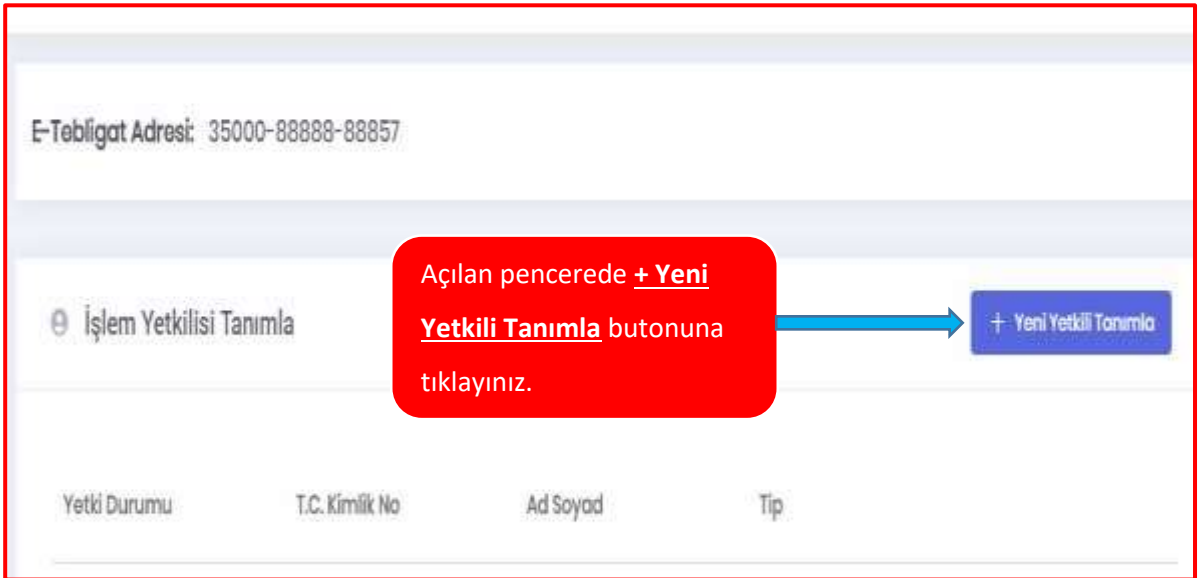 E-Tebligat Adresi: 35000-88888-88857
Açılan pencerede + Yeni
Yetkili Tanımla butonuna
tıklayınız.
İşlem Yetkilisi Tanımla
+ Yeni Yetkili Tanımla
Yetki Durumu T.C. Kimlik No Ad Soyad Tip